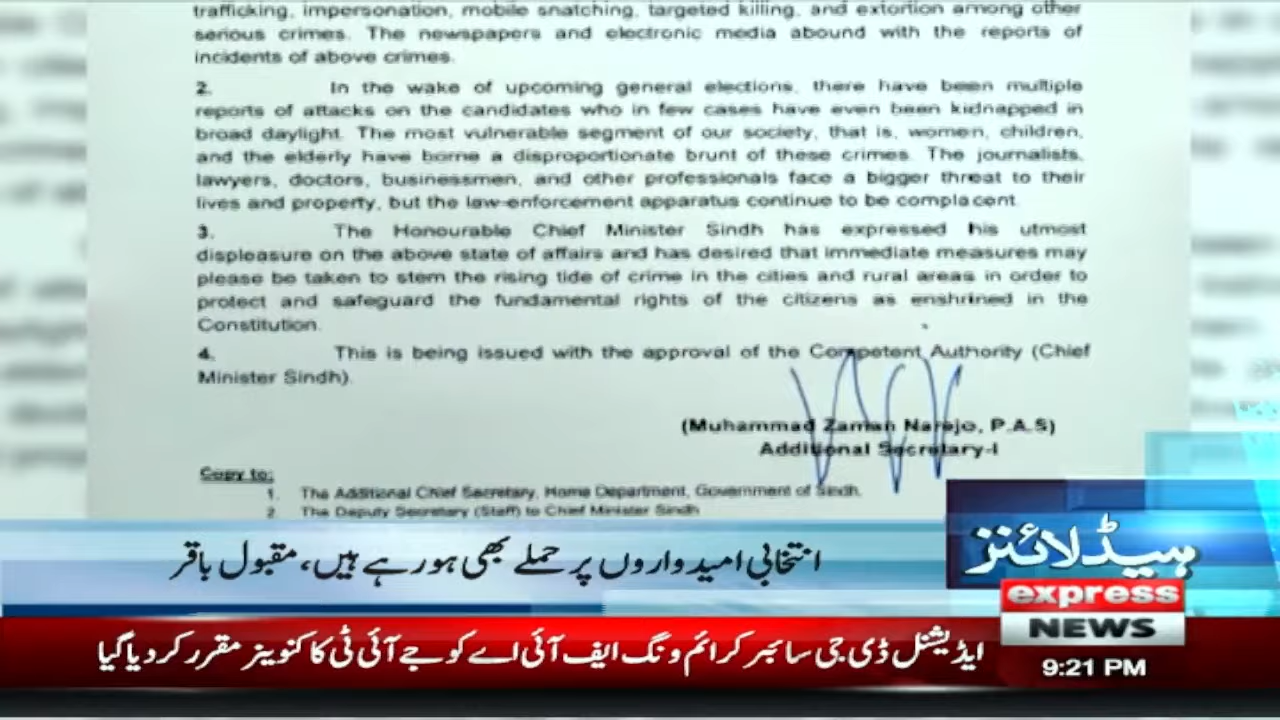 trafficking, impersonation, mobile snatching, targeted killing, and extortion among other
serious crimes. The newspapers and electronic media abound with the reports of
incidents of above crimes.
2. In the wake of upcoming general elections, there have been multiple
reports of attacks on the candidates who in few cases have even been kidnapped in
broad daylight. The most vulnerable segment of our society, that is, women, children,
and the elderly have borne a disproportionate brunt of these crimes. The journalists,
lawyers, doctors, businessmen, and other professionals face a bigger threat to their
lives and property, but the law-enforcement apparatus continue to be complacent.
3. The Honourable Chief Minister Sindh has expressed his utmost
displeasure on the above state of affairs and has desired that immediate measures may
please be taken to stem the rising tide of crime in the cities and rural areas in order to
protect and safeguard the fundamental rights of the citizens as enshrined in the
Constitution.
4. This is being issued with the approval of the Competent Authority (Chief
Minister Sindh).
(Muhammad Zaman Narejo, P.A.S)
Additional Secretary-I
Copy to:
1. The Additional Chief Secretary, Home Department, Government of Sindh.
2. The Deputy Secretary (Staff) to Chief Minister Sindh
انتخابی امیدواروں پر حملے بھی ہورہے ہیں، مقبول باقر
ہیڈلائنز
express
NEWS
ایڈیشنل ڈی جی سائبر کرائم ونگ ایف آئی اے کو جے آئی ٹی کا کنوینر مقرر کردیا گیا
9:21 PM